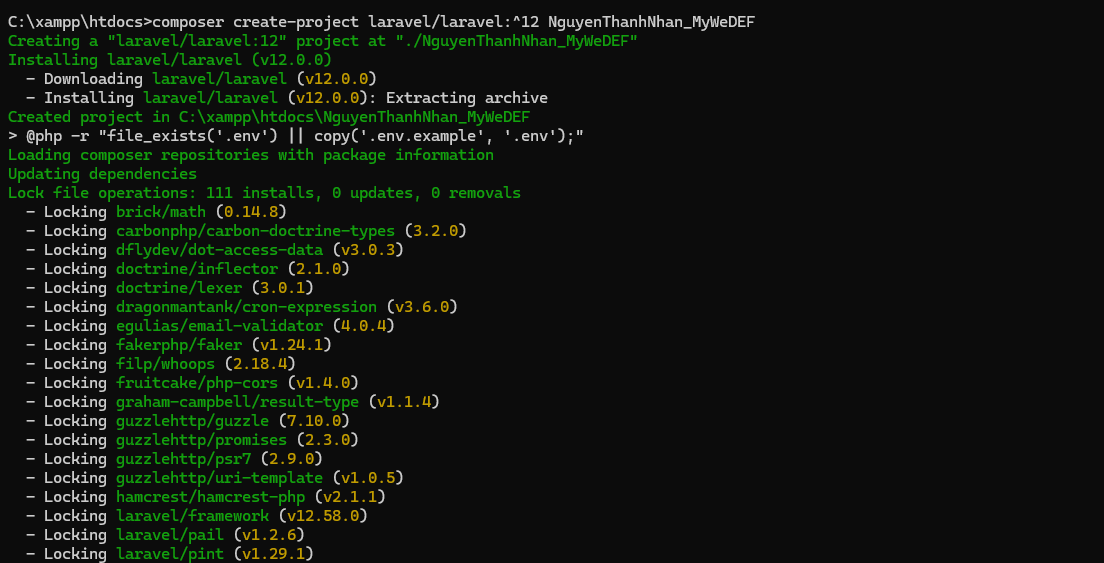 C:\xampp\htdocs>composer create-project laravel/laravel:^12 NguyenThanhNhan_MyWeDEF
Creating a "laravel/laravel:12" project at "./NguyenThanhNhan_MyWeDEF"
Installing laravel/laravel (v12.0.0)
  - Downloading laravel/laravel (v12.0.0)
  - Installing laravel/laravel (v12.0.0): Extracting archive
Created project in C:\xampp\htdocs\NguyenThanhNhan_MyWeDEF
> @php -r "file_exists('.env') || copy('.env.example', '.env');"
Loading composer repositories with package information
Updating dependencies
Lock file operations: 111 installs, 0 updates, 0 removals
  - Locking brick/math (0.14.8)
  - Locking carbonphp/carbon-doctrine-types (3.2.0)
  - Locking dflydev/dot-access-data (v3.0.3)
  - Locking doctrine/inflector (2.1.0)
  - Locking doctrine/lexer (3.0.1)
  - Locking dragonmantank/cron-expression (v3.6.0)
  - Locking egulias/email-validator (4.0.4)
  - Locking fakerphp/faker (v1.24.1)
  - Locking filp/whoops (2.18.4)
  - Locking fruitcake/php-cors (v1.4.0)
  - Locking graham-campbell/result-type (v1.1.4)
  - Locking guzzlehttp/guzzle (7.10.0)
  - Locking guzzlehttp/promises (2.3.0)
  - Locking guzzlehttp/psr7 (2.9.0)
  - Locking guzzlehttp/uri-template (v1.0.5)
  - Locking hamcrest/hamcrest-php (v2.1.1)
  - Locking laravel/framework (v12.58.0)
  - Locking laravel/pail (v1.2.6)
  - Locking laravel/pint (v1.29.1)